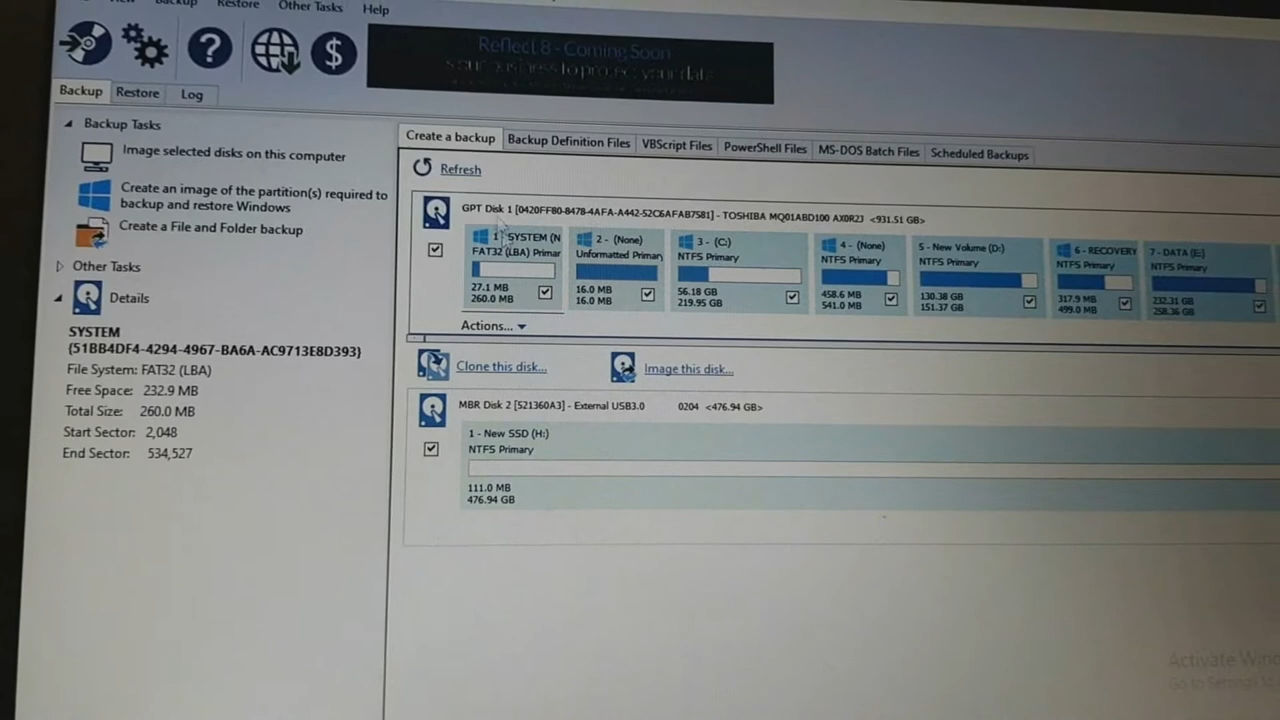 Backup
Restore
Other Tasks
Help
Reflect 8 - Coming Soon
Backup
Restore
Log
Backup Tasks
Image selected disks on this computer
Create an image of the partition(s) required to
backup and restore Windows
Create a File and Folder backup
Other Tasks
Details
SYSTEM
{51BB4DF4-4294-4967-BA6A-AC9713E8D393}
File System: FAT32 (LBA)
Free Space: 232.9 MB
Total Size: 260.0 MB
Start Sector: 2,048
End Sector: 534,527
Create a backup
Backup Definition Files
VBScript Files
PowerShell Files
MS-DOS Batch Files
Scheduled Backups
Refresh
GPT Disk 1 [0420FF80-8478-4AFA-A442-52C6AFAB7581] - TOSHIBA MQ01ABD100 AX0R2J <931.51 GB>
1 - SYSTEM (N
FAT32 (LBA) Primar
27.1 MB
260.0 MB
2 - (None)
Unformatted Primary
16.0 MB
16.0 MB
3 - (C:)
NTFS Primary
56.18 GB
219.95 GB
4 - (None)
NTFS Primary
458.6 MB
541.0 MB
5 - New Volume (D:)
NTFS Primary
130.38 GB
151.37 GB
6 - RECOVERY
NTFS Primary
317.9 MB
499.0 MB
7 - DATA (E:)
NTFS Primary
232.31 GB
258.36 GB
Actions...
Clone this disk...
Image this disk...
MBR Disk 2 [521360A3] - External USB3.0 0204 <476.94 GB>
1 - New SSD (H:)
NTFS Primary
111.0 MB
476.94 GB
Activate Wind
Go to Settings to